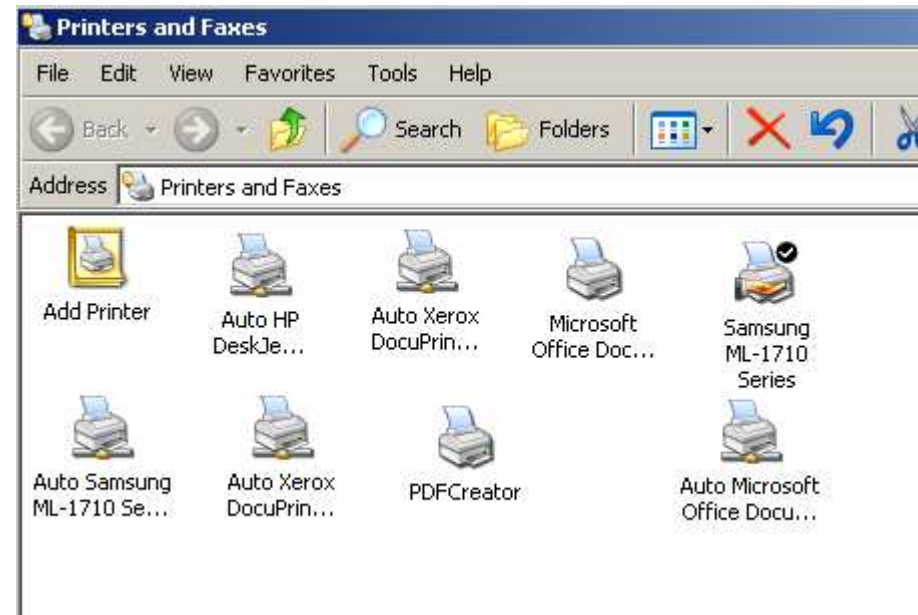 Printers and Faxes
File Edit View Favorites Tools Help
Back Search Folders
Address Printers and Faxes
Add Printer
Auto HP
DeskJe...
Auto Xerox
DocuPrin...
Microsoft
Office Doc...
Samsung
ML-1710
Series
Auto Samsung
ML-1710 Se...
Auto Xerox
DocuPrin...
PDFCreator
Auto Microsoft
Office Docu...